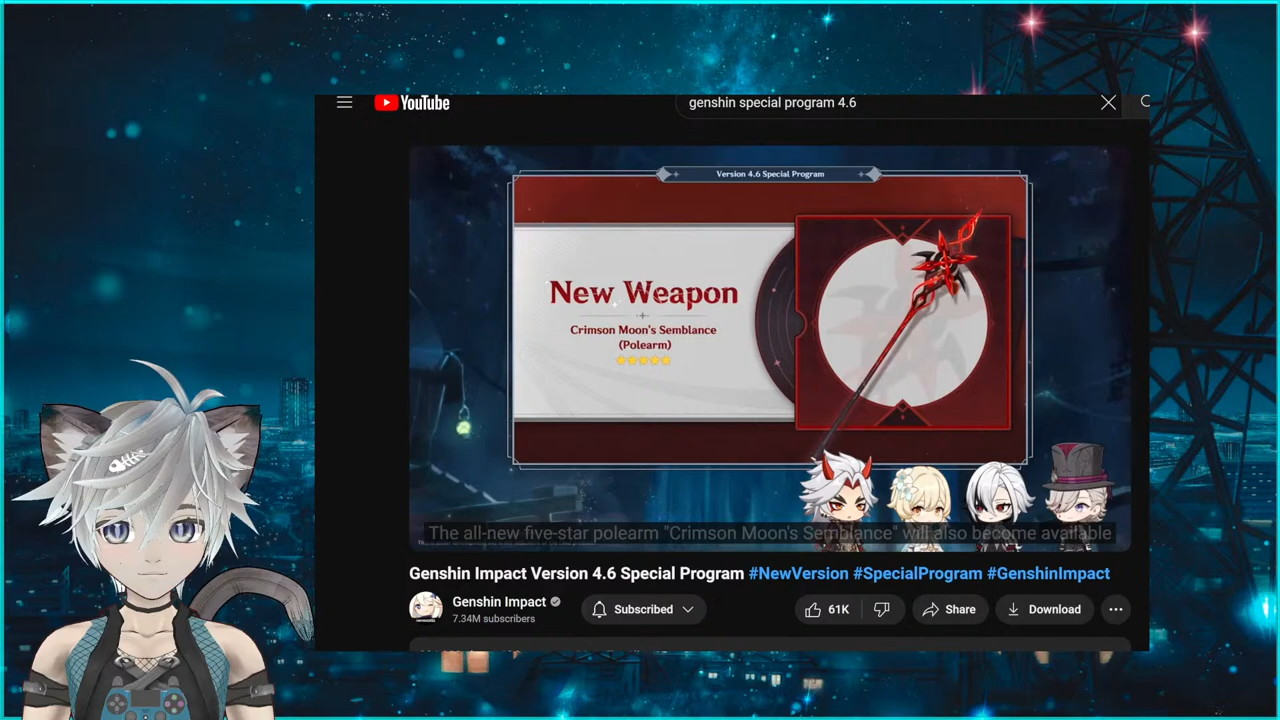 YouTube
genshin special program 4.6
Version 4.6 Special Program
New Weapon
Crimson Moon's Semblance
(Polearm)
The all-new five-star polearm "Crimson Moon's Semblance" will also become available
Genshin Impact Version 4.6 Special Program #NewVersion #SpecialProgram #GenshinImpact
Genshin Impact
7.34M subscribers
Subscribed
61K
Share
Download